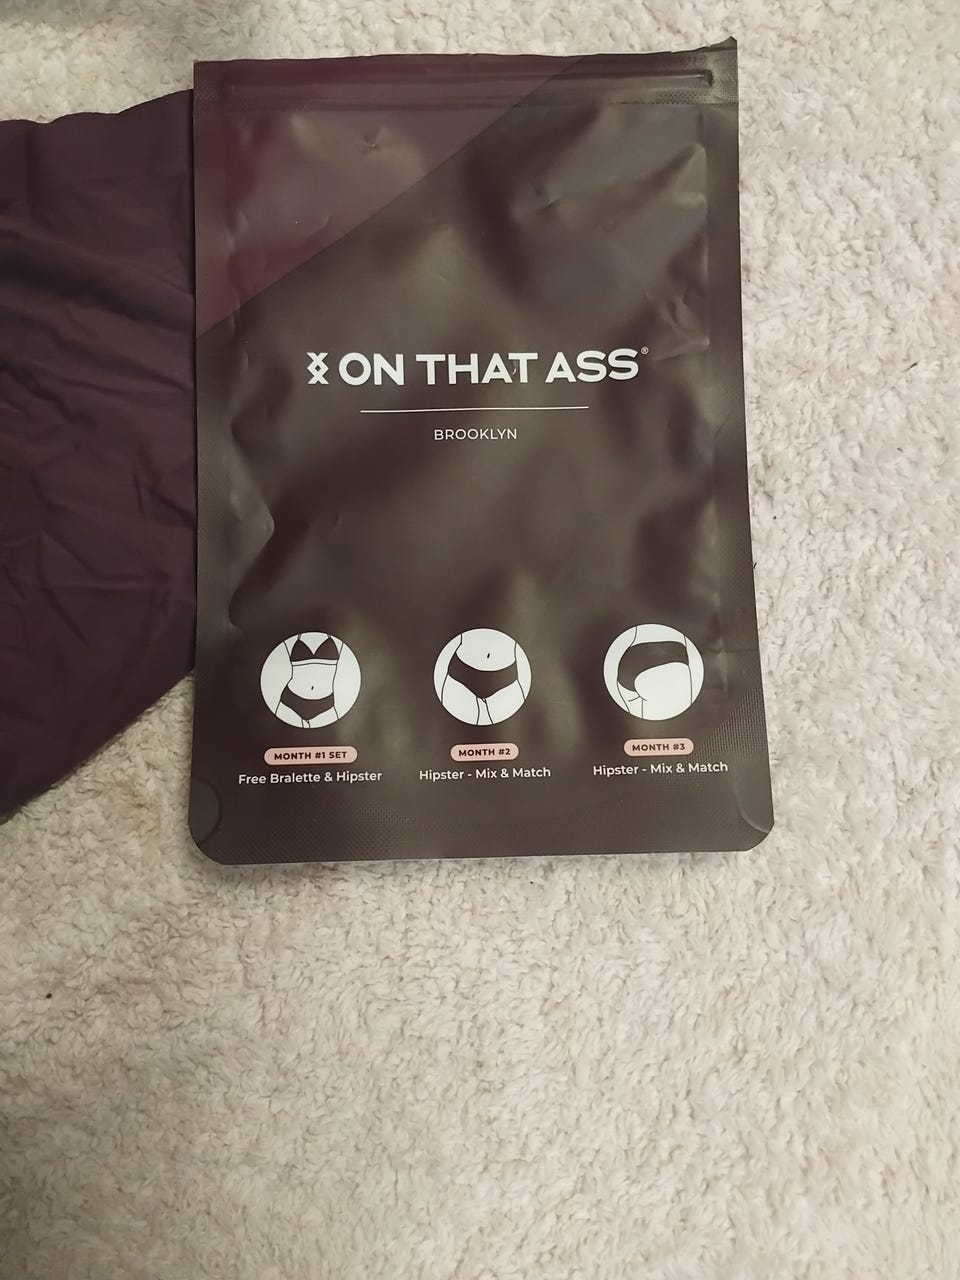 ON THAT ASS®
BROOKLYN
MONTH #1 SET
Free Bralette & Hipster
MONTH #2
Hipster - Mix & Match
MONTH #3
Hipster - Mix & Match